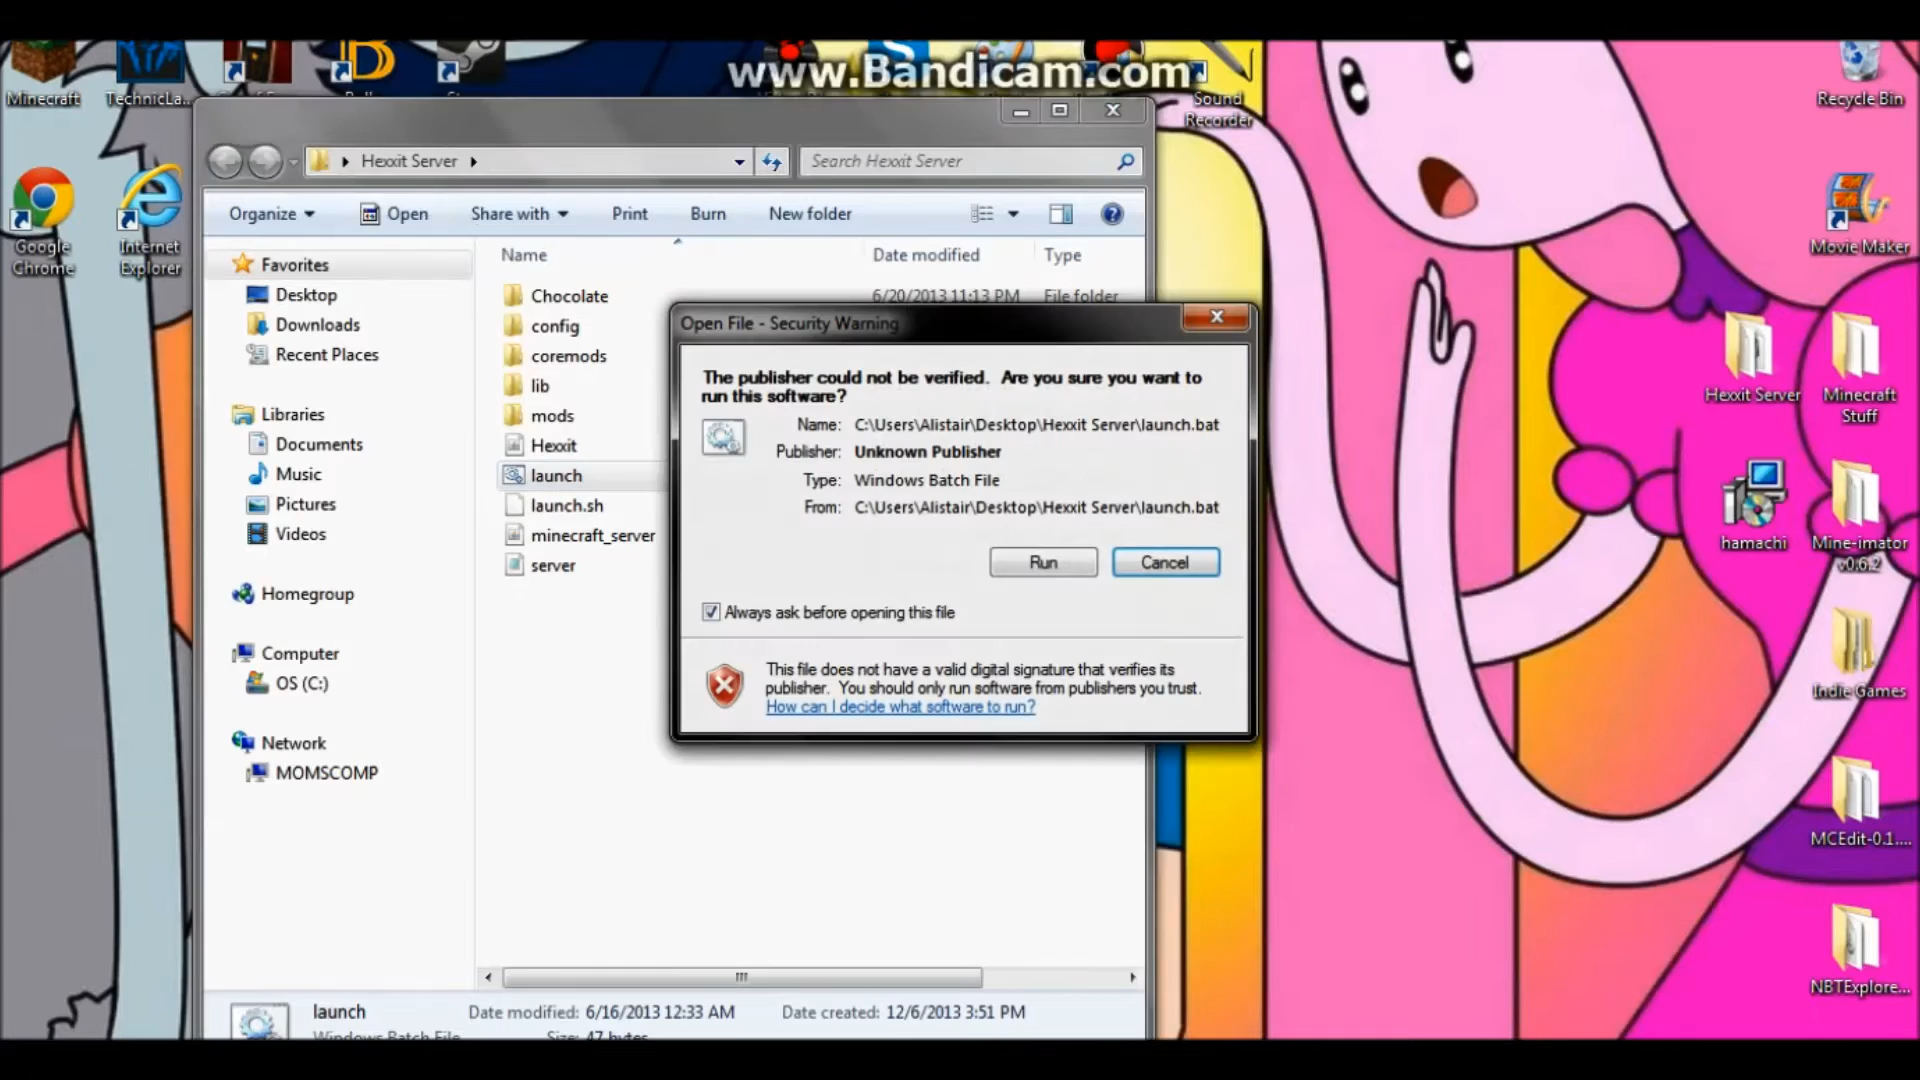 www.Bandicam.com
Minecraft
TechnicLa...
Sound
Recorder
Recycle Bin
Google
Chrome
Internet
Explorer
Movie Maker
Hexxit Server
Minecraft
Stuff
hamachi
Mine-imator
v0.6.2
Indie Games
MCEdit-0.1....
NBTExplore...
Hexxit Server
Search Hexxit Server
Organize
Open
Share with
Print
Burn
New folder
Favorites
Desktop
Downloads
Recent Places
Libraries
Documents
Music
Pictures
Videos
Homegroup
Computer
OS (C:)
Network
MOMSCOMP
Name
Date modified
Type
Chocolate
6/20/2013 11:13 PM
File folder
config
coremods
lib
mods
Hexxit
launch
launch.sh
minecraft_server
server
Open File - Security Warning
The publisher could not be verified. Are you sure you want to
run this software?
Name: C:\Users\Alistair\Desktop\Hexxit Server\launch.bat
Publisher: Unknown Publisher
Type: Windows Batch File
From: C:\Users\Alistair\Desktop\Hexxit Server\launch.bat
Run
Cancel
Always ask before opening this file
This file does not have a valid digital signature that verifies its
publisher. You should only run software from publishers you trust.
How can I decide what software to run?
launch
Date modified: 6/16/2013 12:33 AM
Date created: 12/6/2013 3:51 PM
Windows Batch File
Size: 47 bytes